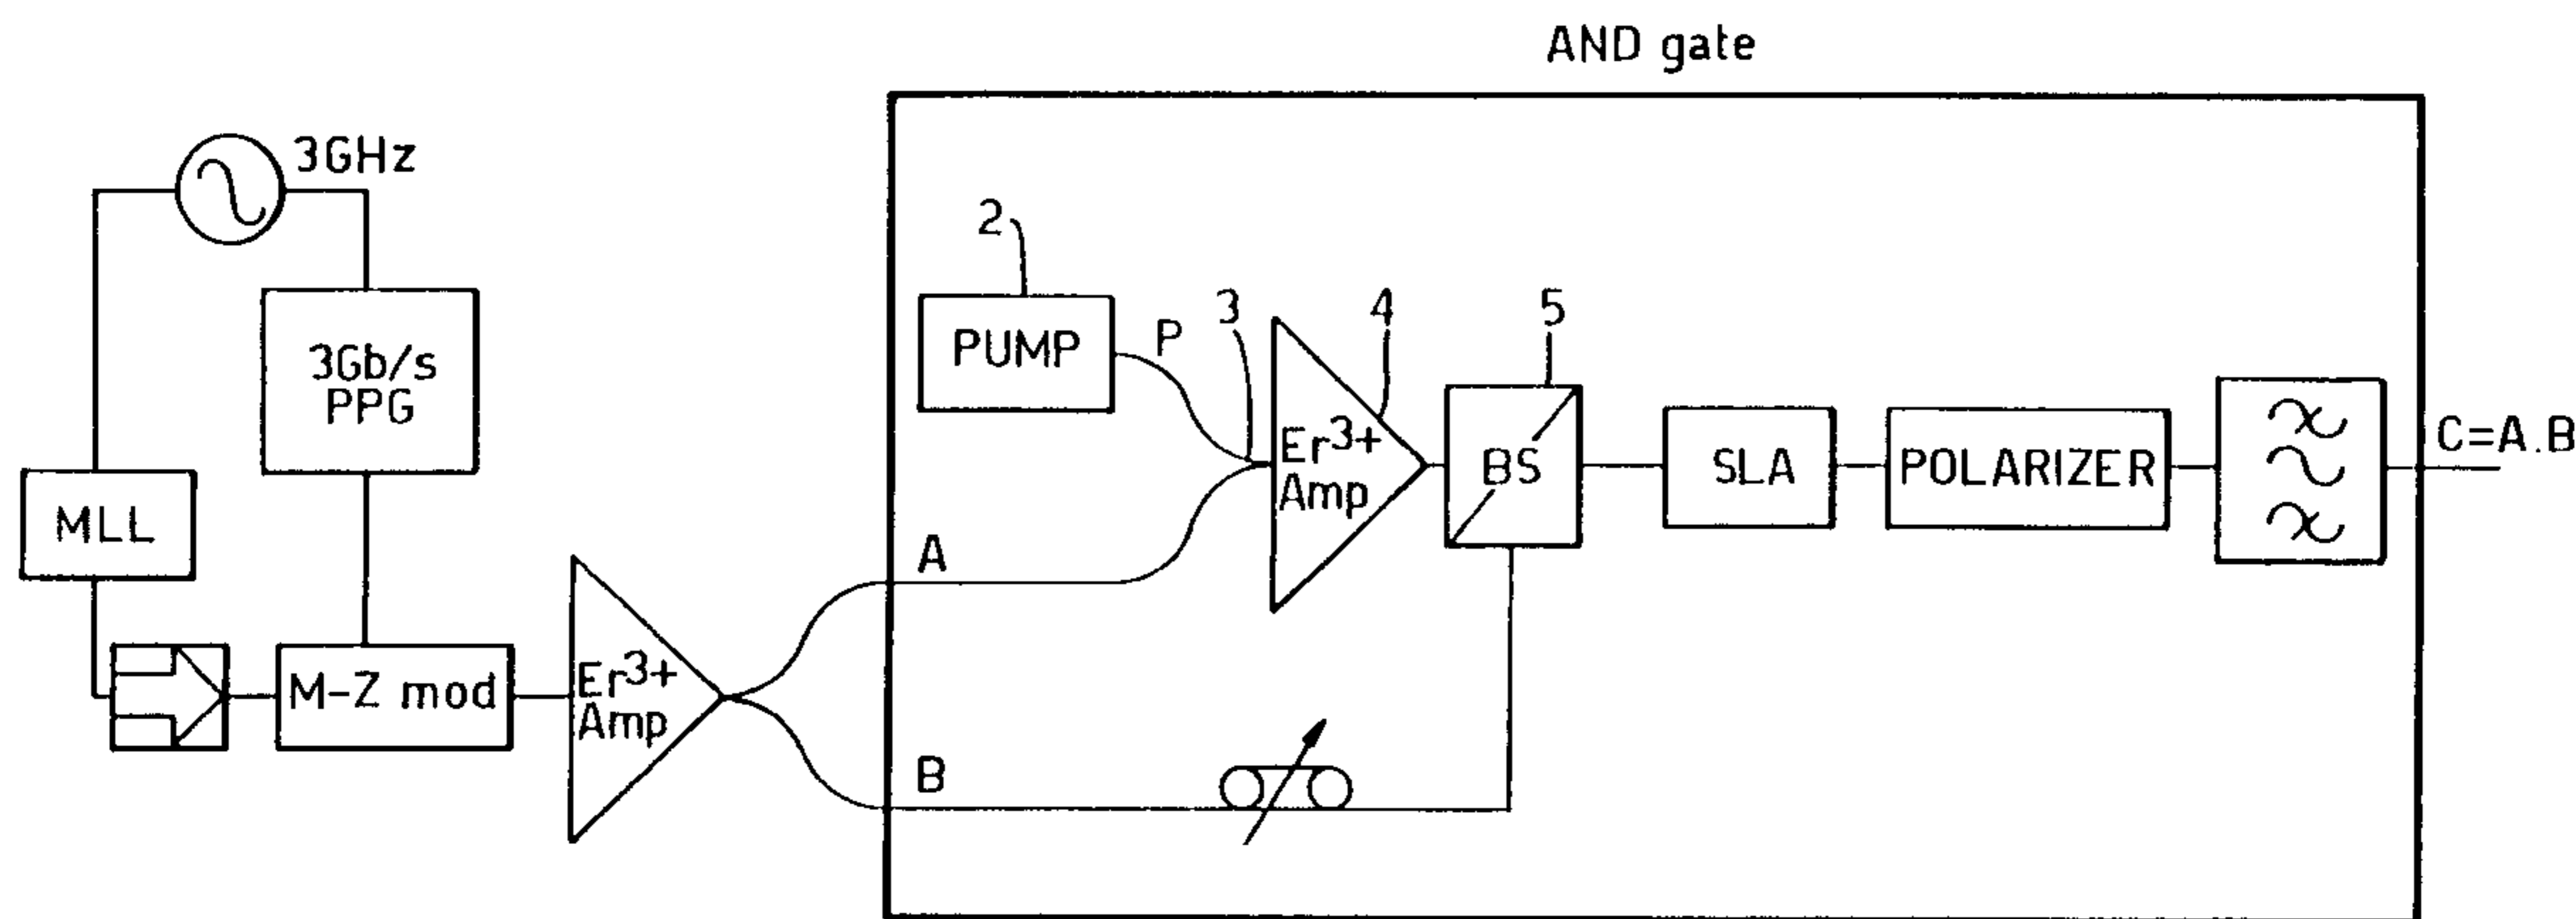 AND gate
3GHz
2
3Gb/s
PPG
PUMP
P
3
4
5
Er3+
Amp
BS
SLA
POLARIZER
C=A.B
MLL
A
M-Z mod
Er3+
Amp
B